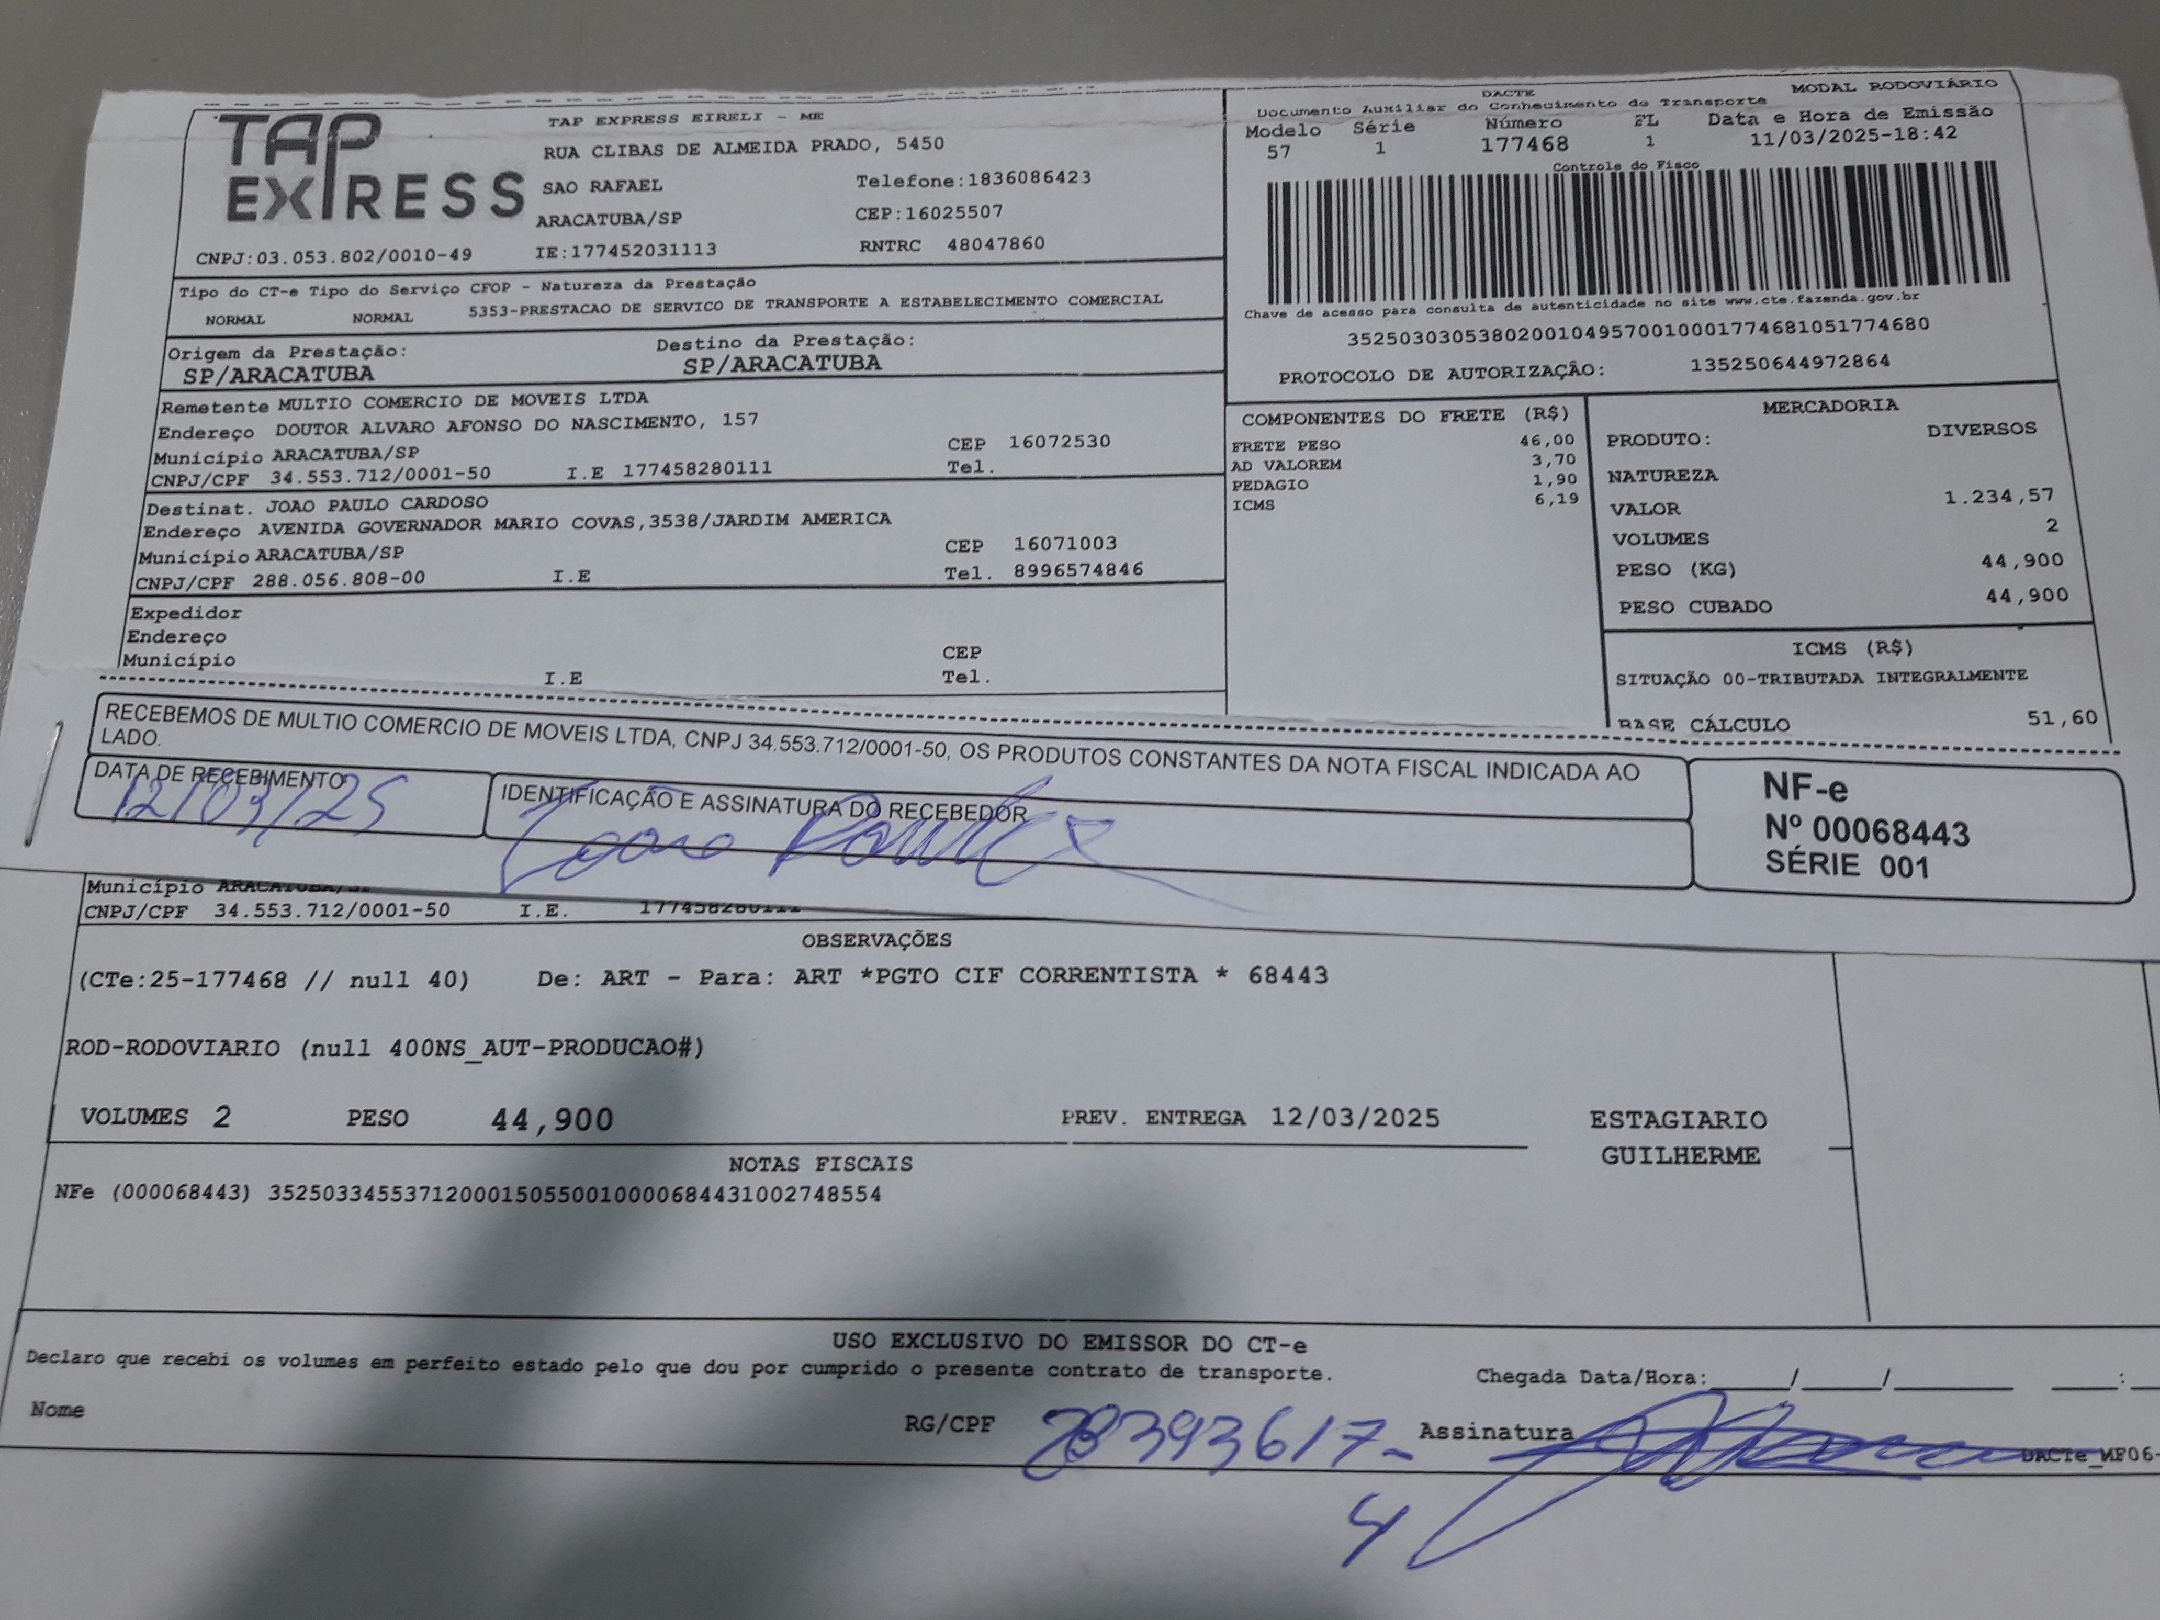 TAP EXPRESS
TAP EXPRESS EIRELI - ME
RUA CLIBAS DE ALMEIDA PRADO, 5450
SAO RAFAEL Telefone:1836086423
ARACATUBA/SP CEP:16025507
CNPJ:03.053.802/0010-49 IE:177452031113 RNTRC 48047860
DACTE MODAL RODOVIÁRIO
Documento Auxiliar do Conhecimento de Transporte
Modelo Série Número FL Data e Hora de Emissão
57 1 177468 1 11/03/2025-18:42
Controle do Fisco
Chave de acesso para consulta de autenticidade no site www.cte.fazenda.gov.br
35250303053802001049570010001774681051774680
PROTOCOLO DE AUTORIZAÇÃO: 135250644972864
Tipo do CT-e Tipo do Serviço CFOP - Natureza da Prestação
NORMAL NORMAL 5353-PRESTACAO DE SERVICO DE TRANSPORTE A ESTABELECIMENTO COMERCIAL
Origem da Prestação: Destino da Prestação:
SP/ARACATUBA SP/ARACATUBA
Remetente MULTIO COMERCIO DE MOVEIS LTDA
Endereço DOUTOR ALVARO AFONSO DO NASCIMENTO, 157
Município ARACATUBA/SP CEP 16072530
CNPJ/CPF 34.553.712/0001-50 I.E 177458280111 Tel.
Destinat. JOAO PAULO CARDOSO
Endereço AVENIDA GOVERNADOR MARIO COVAS,3538/JARDIM AMERICA
Município ARACATUBA/SP CEP 16071003
CNPJ/CPF 288.056.808-00 I.E Tel. 8996574846
Expedidor
Endereço
Município CEP
I.E Tel.
COMPONENTES DO FRETE (R$)
FRETE PESO 46,00
AD VALOREM 3,70
PEDAGIO 1,90
ICMS 6,19
MERCADORIA
PRODUTO: DIVERSOS
NATUREZA
VALOR 1.234,57
VOLUMES 2
PESO (KG) 44,900
PESO CUBADO 44,900
ICMS (R$)
SITUAÇÃO 00-TRIBUTADA INTEGRALMENTE
BASE CÁLCULO 51,60
RECEBEMOS DE MULTIO COMERCIO DE MOVEIS LTDA, CNPJ 34.553.712/0001-50, OS PRODUTOS CONSTANTES DA NOTA FISCAL INDICADA AO
LADO.
DATA DE RECEBIMENTO IDENTIFICAÇÃO E ASSINATURA DO RECEBEDOR
12/03/25
NF-e
Nº 00068443
SÉRIE 001
Município ARACATUBA/SP
CNPJ/CPF 34.553.712/0001-50 I.E. 177458280111
OBSERVAÇÕES
(CTe:25-177468 // null 40) De: ART - Para: ART *PGTO CIF CORRENTISTA * 68443
ROD-RODOVIARIO (null 400NS_AUT-PRODUCAO#)
VOLUMES 2 PESO 44,900 PREV. ENTREGA 12/03/2025 ESTAGIARIO
GUILHERME
NOTAS FISCAIS
NFe (000068443) 35250334553712000150550010000684431002748554
USO EXCLUSIVO DO EMISSOR DO CT-e
Declaro que recebi os volumes em perfeito estado pelo que dou por cumprido o presente contrato de transporte. Chegada Data/Hora: ___/___/___ ___:
Nome RG/CPF 28393617- Assinatura
DACTe_MF06-
4